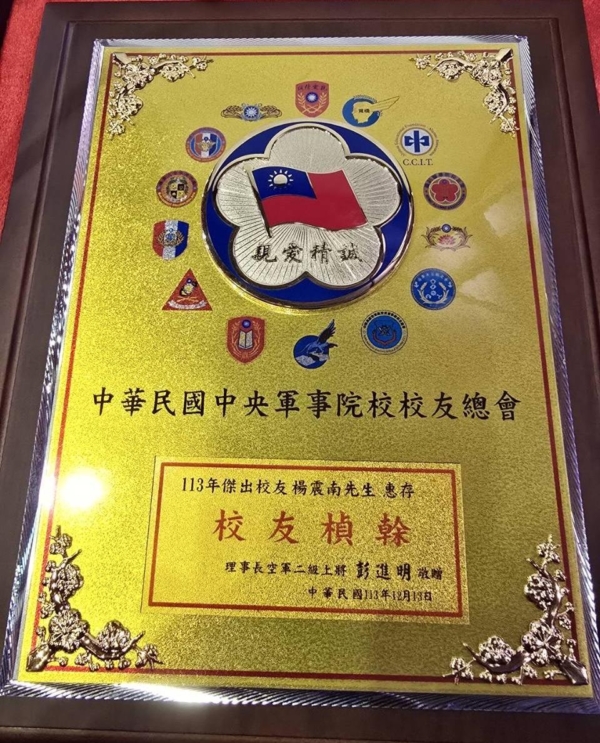 C.C.I.T.
親愛精誠
中華民國中央軍事院校校友總會
113年傑出校友楊震南先生 惠存
校友楨榦
理事長空軍二級上將 彭進明 敬贈
中華民國113年12月13日